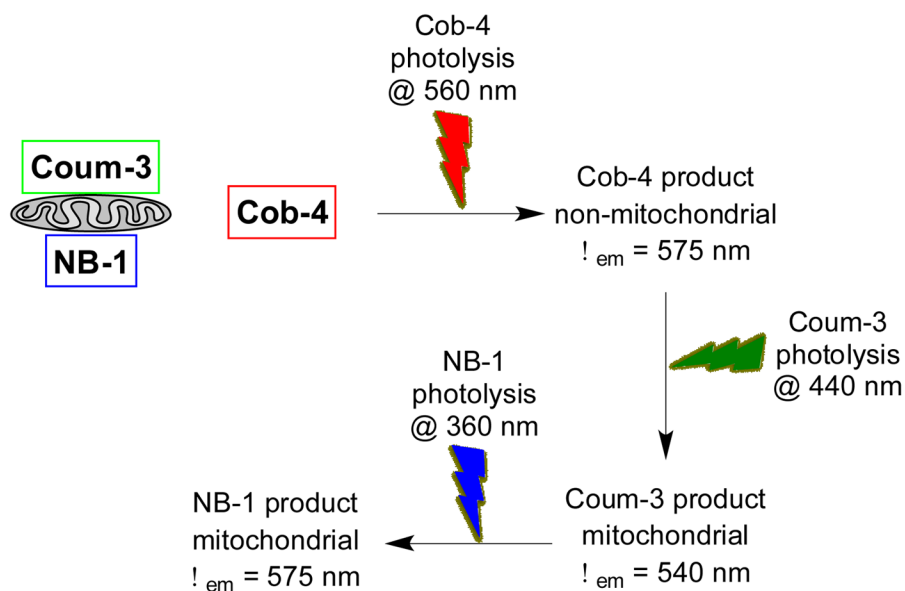 Cob-4
photolysis
@ 560 nm
Coum-3
NB-1
Cob-4
Cob-4 product
non-mitochondrial
! em = 575 nm
Coum-3
photolysis
@ 440 nm
NB-1
photolysis
@ 360 nm
Coum-3 product
mitochondrial
! em = 540 nm
NB-1 product
mitochondrial
! em = 575 nm